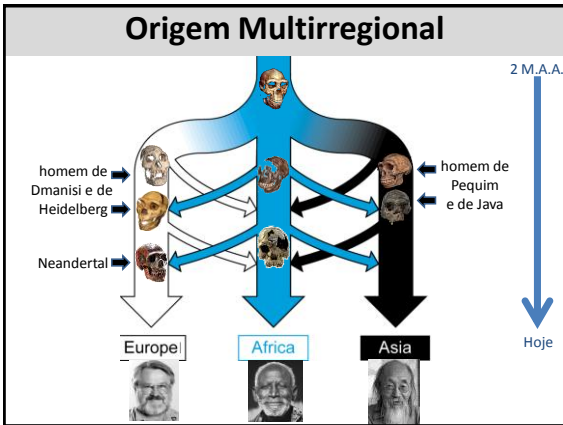 Origem Multirregional
2 M.A.A.
homem de
Dmanisi e de
Heidelberg
homem de
Pequim
e de Java
Neandertal
Europe
Africa
Asia
Hoje